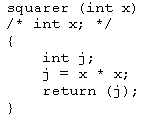 squarer (int x)
/* int x; */
{
     int j;
     j = x * x;
     return (j);
}